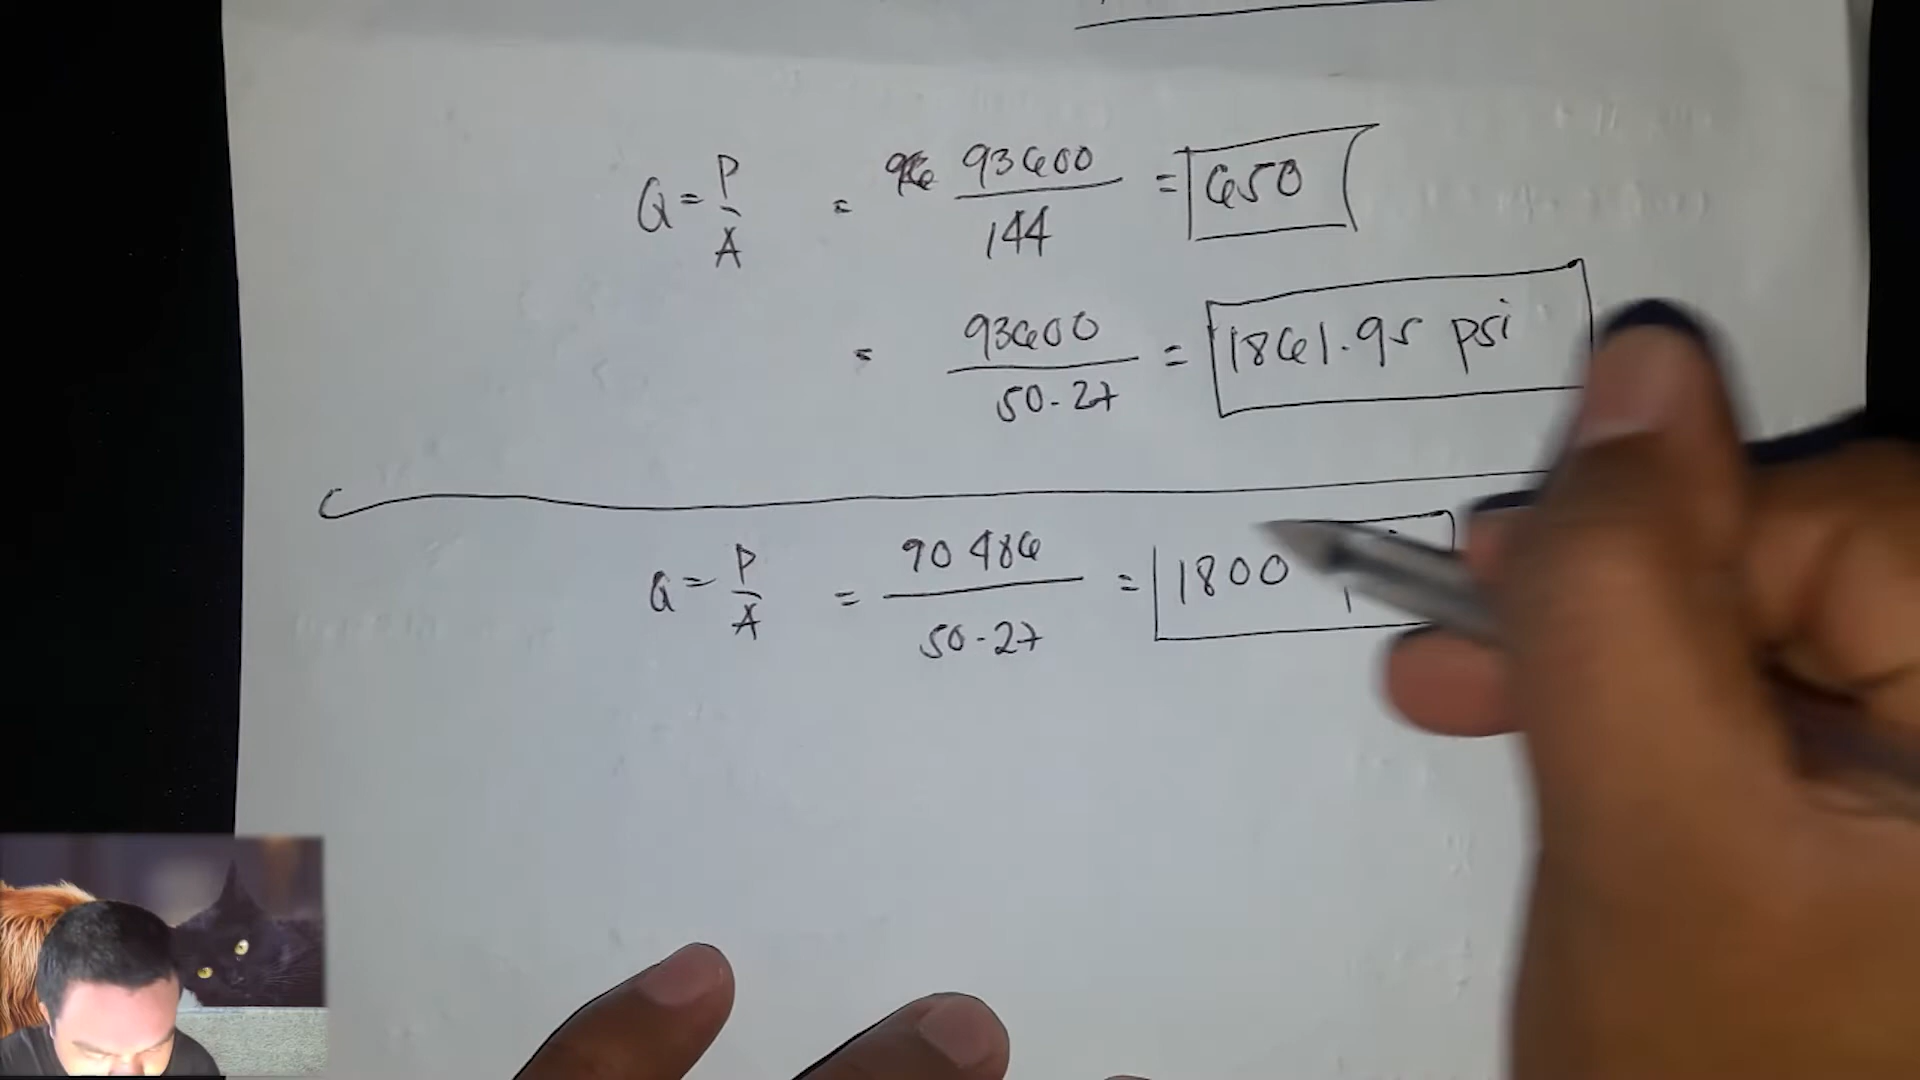 Q = P/A = 93600/144 = 650
= 93600/50.27 = 1861.95 psi
Q = P/A = 90486/50.27 = 1800